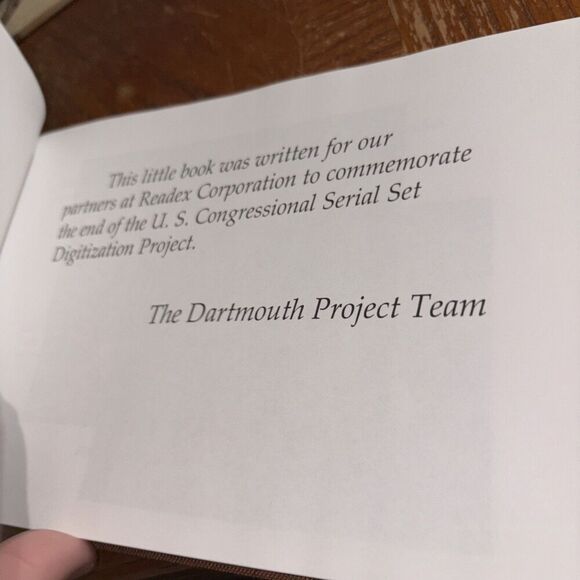 This little book was written for our
partners at Readex Corporation to commemorate
the end of the U. S. Congressional Serial Set
Digitization Project.
The Dartmouth Project Team